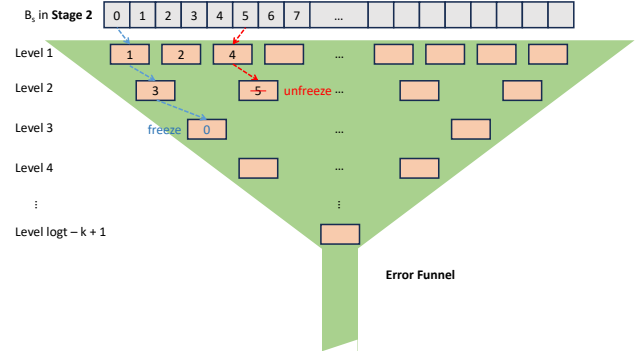 Bs in Stage 2 0 1 2 3 4 5 6 7 ...
Level 1 1 2 4 ...
Level 2 3 5 unfreeze ...
Level 3 freeze 0 ...
Level 4 ...
⋮ ⋮
Level logt – k + 1
Error Funnel